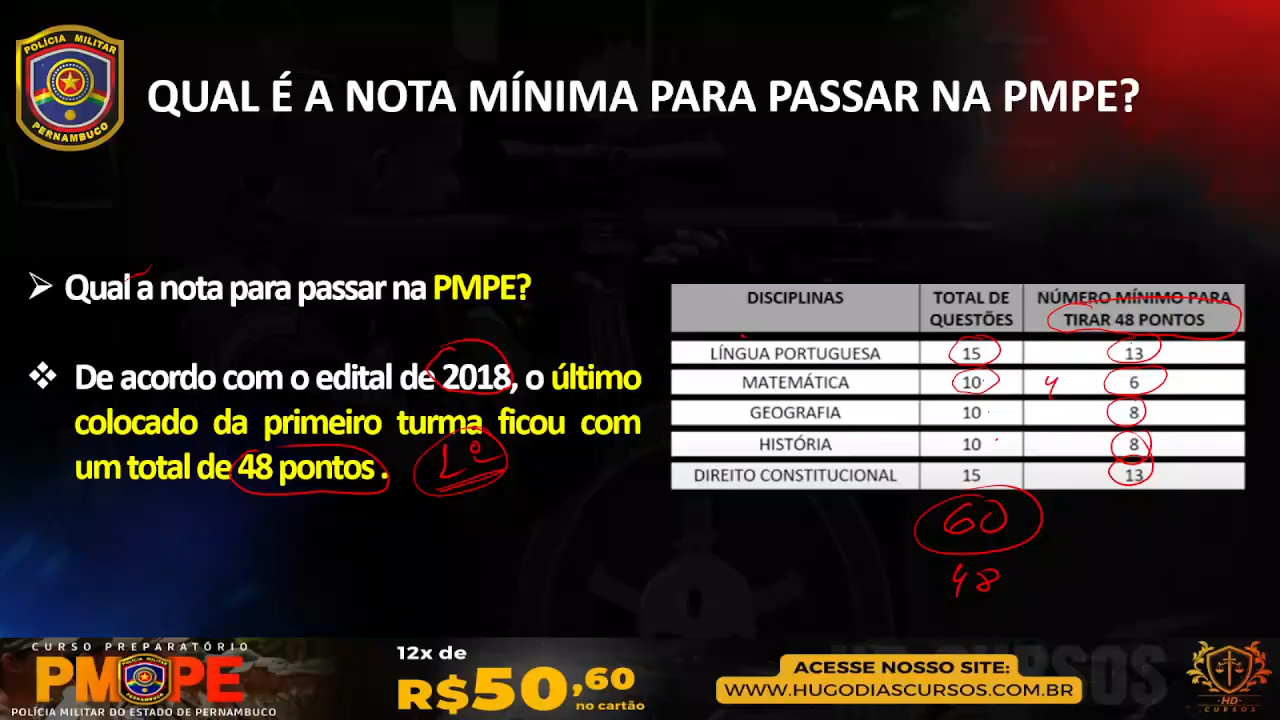 POLÍCIA MILITAR
PERNAMBUCO
QUAL É A NOTA MÍNIMA PARA PASSAR NA PMPE?
Qual a nota para passar na PMPE?
De acordo com o edital de 2018, o último
colocado da primeiro turma ficou com
um total de 48 pontos .
1º
DISCIPLINAS TOTAL DE QUESTÕES NÚMERO MÍNIMO PARA TIRAR 48 PONTOS
LÍNGUA PORTUGUESA 15 13
MATEMÁTICA 10 4 6
GEOGRAFIA 10 8
HISTÓRIA 10 8
DIREITO CONSTITUCIONAL 15 13
60
48
CURSO PREPARATÓRIO
PMPE
POLÍCIA MILITAR DO ESTADO DE PERNAMBUCO
12x de
R$50,60
no cartão
ACESSE NOSSO SITE:
WWW.HUGODIASCURSOS.COM.BR
HD
CURSOS